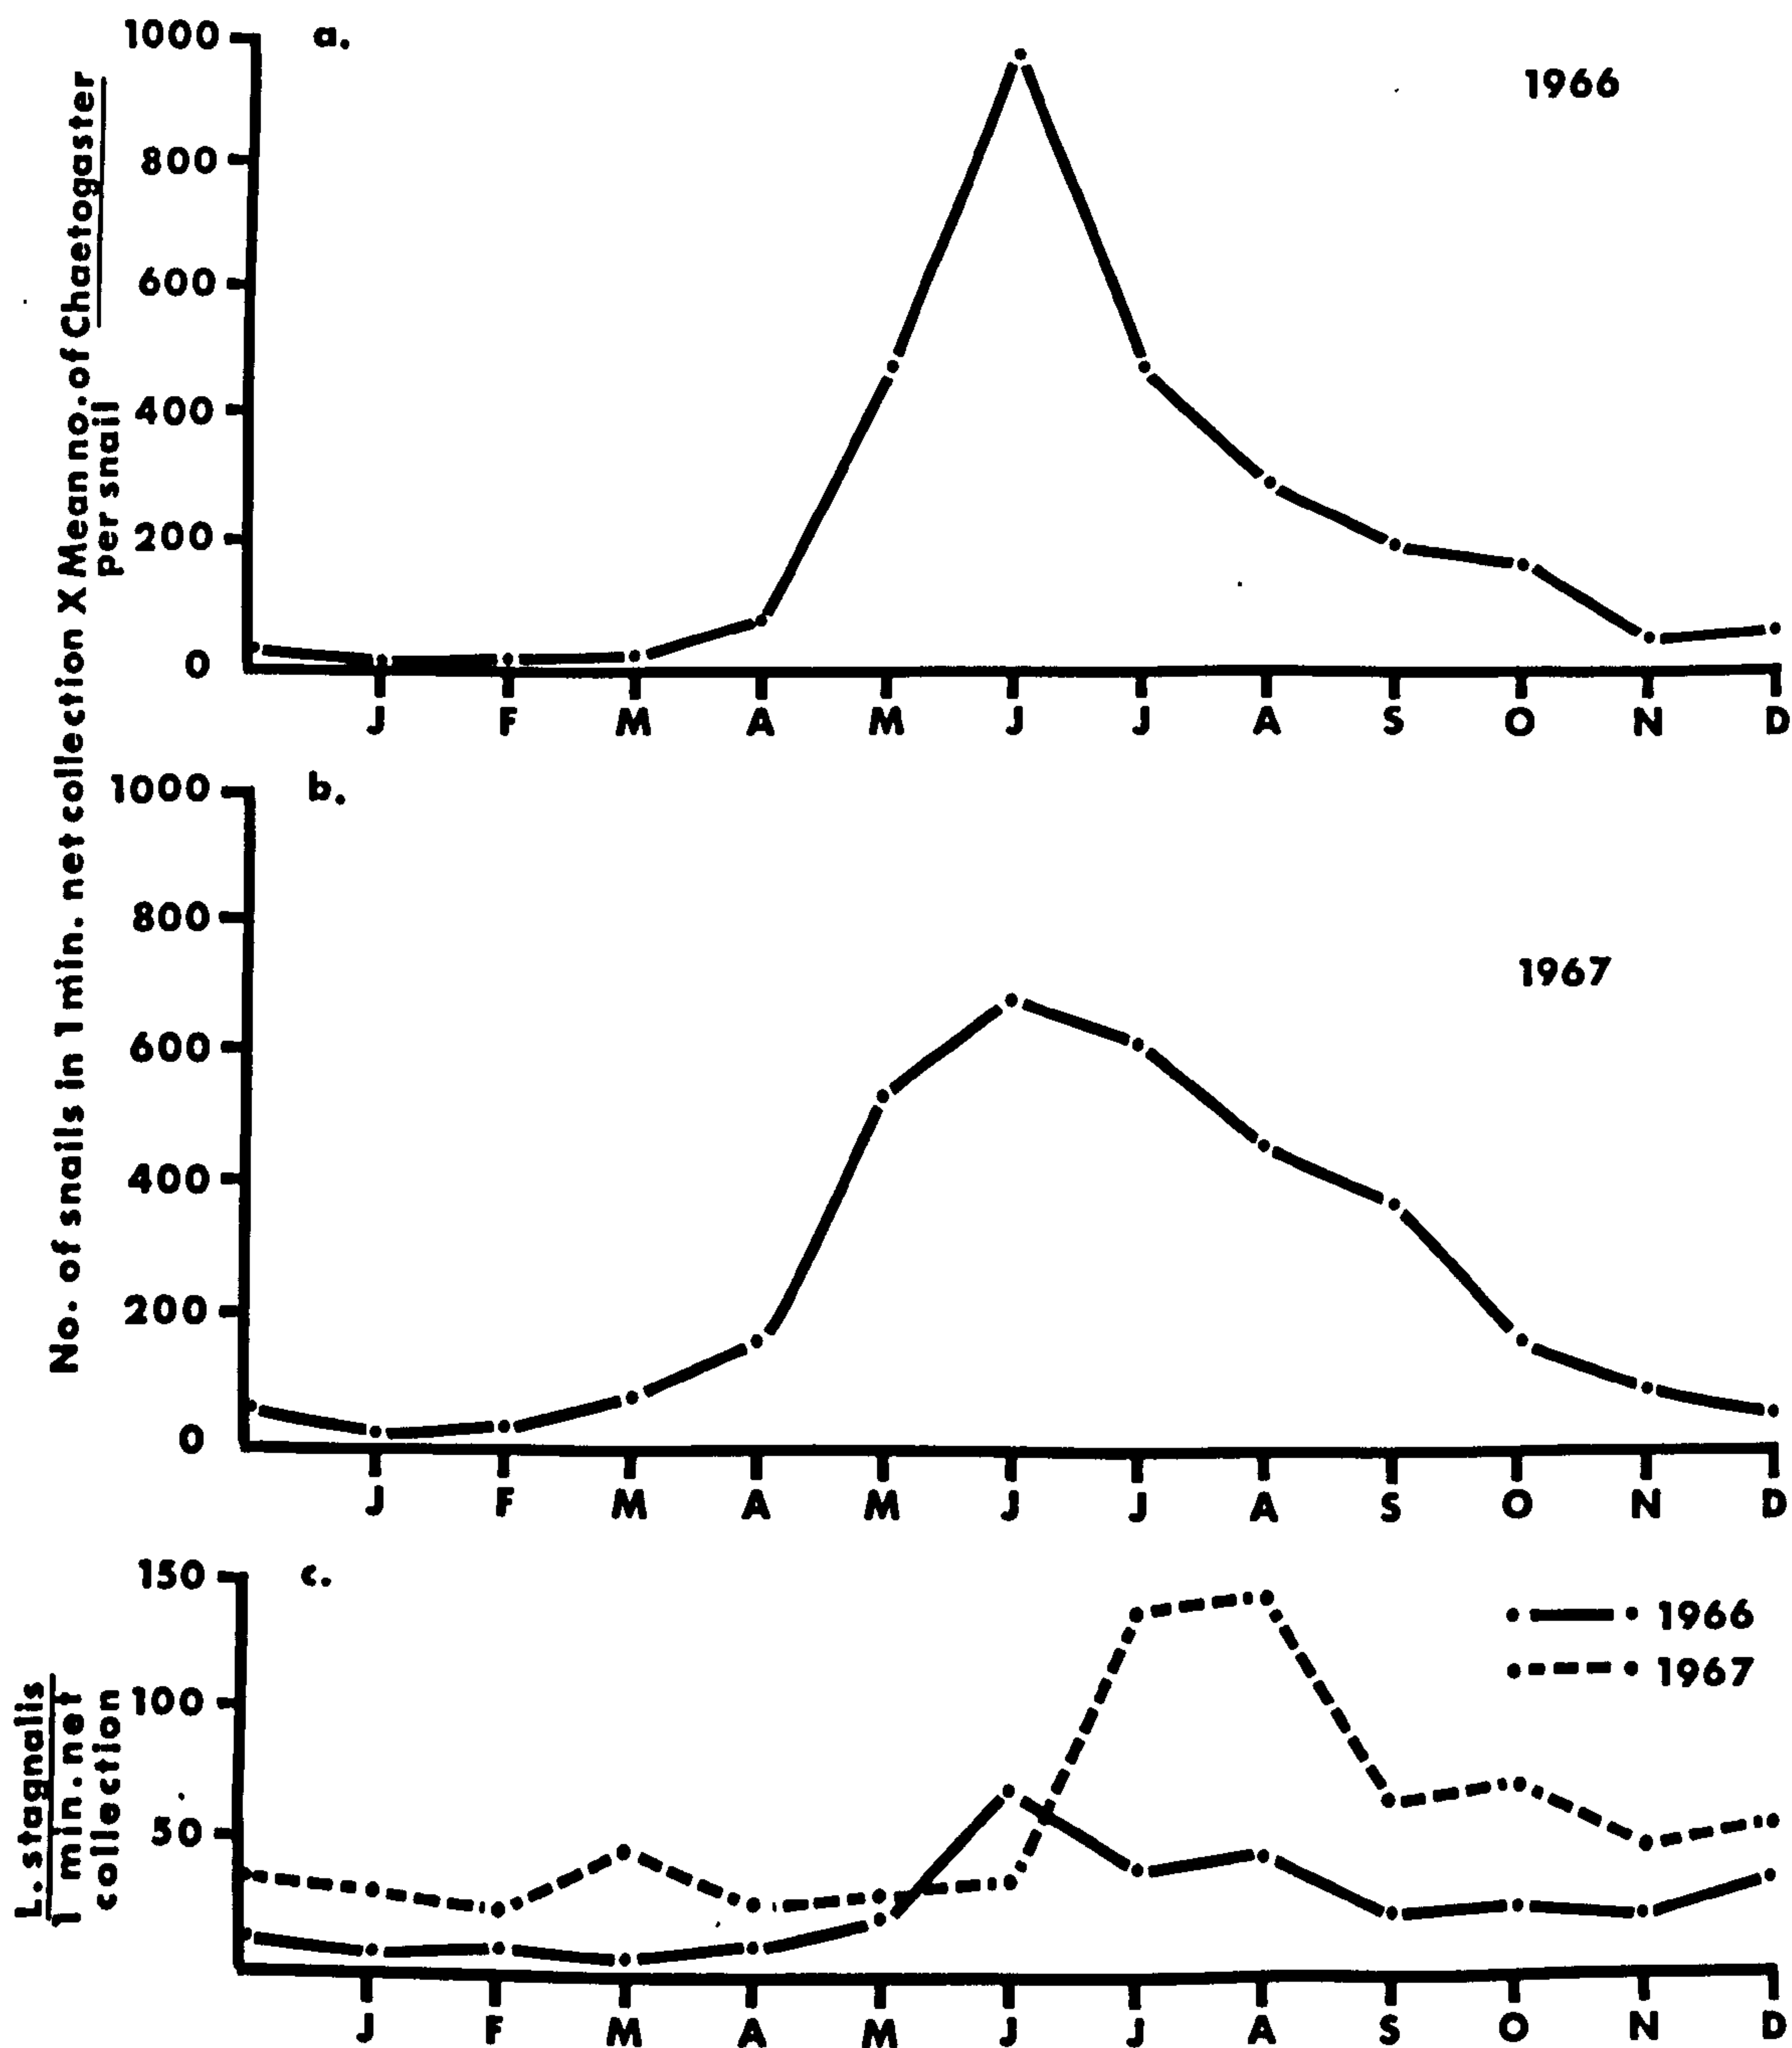 No. of snails in 1 min. net collection X Mean no. of Chaetogaster
per snail
a.
1966
1000
800
600
400
200
0
J F M A M J J A S O N D
b.
1967
1000
800
600
400
200
0
J F M A M J J A S O N D
L. stagnalis
1 min. net
collection
c.
150
100
50
1966
1967
J F M A M J J A S O N D